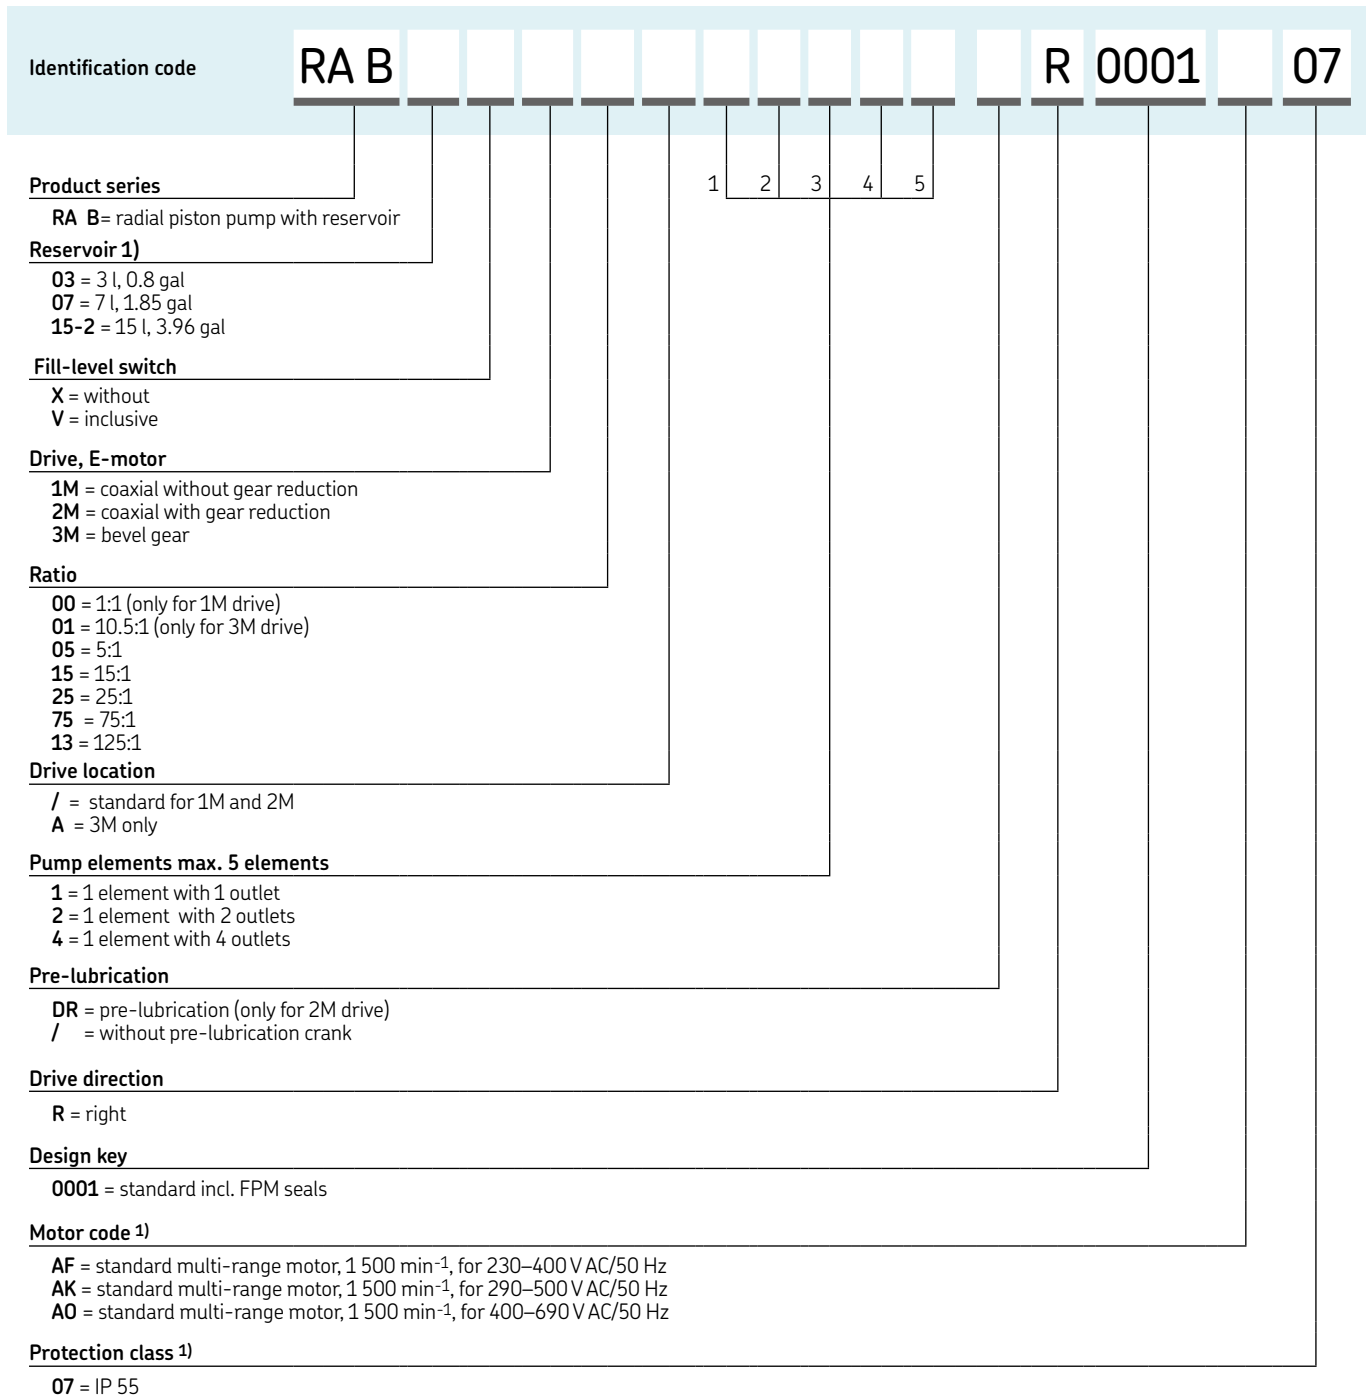 Identification code RA B R 0001 07
Product series 1 2 3 4 5
RA B= radial piston pump with reservoir
Reservoir 1)
03 = 3 l, 0.8 gal
07 = 7 l, 1.85 gal
15-2 = 15 l, 3.96 gal
Fill-level switch
X = without
V = inclusive
Drive, E-motor
1M = coaxial without gear reduction
2M = coaxial with gear reduction
3M = bevel gear
Ratio
00 = 1:1 (only for 1M drive)
01 = 10.5:1 (only for 3M drive)
05 = 5:1
15 = 15:1
25 = 25:1
75 = 75:1
13 = 125:1
Drive location
/ = standard for 1M and 2M
A = 3M only
Pump elements max. 5 elements
1 = 1 element with 1 outlet
2 = 1 element with 2 outlets
4 = 1 element with 4 outlets
Pre-lubrication
DR = pre-lubrication (only for 2M drive)
/ = without pre-lubrication crank
Drive direction
R = right
Design key
0001 = standard incl. FPM seals
Motor code 1)
AF = standard multi-range motor, 1 500 min-1, for 230–400 V AC/50 Hz
AK = standard multi-range motor, 1 500 min-1, for 290–500 V AC/50 Hz
AO = standard multi-range motor, 1 500 min-1, for 400–690 V AC/50 Hz
Protection class 1)
07 = IP 55